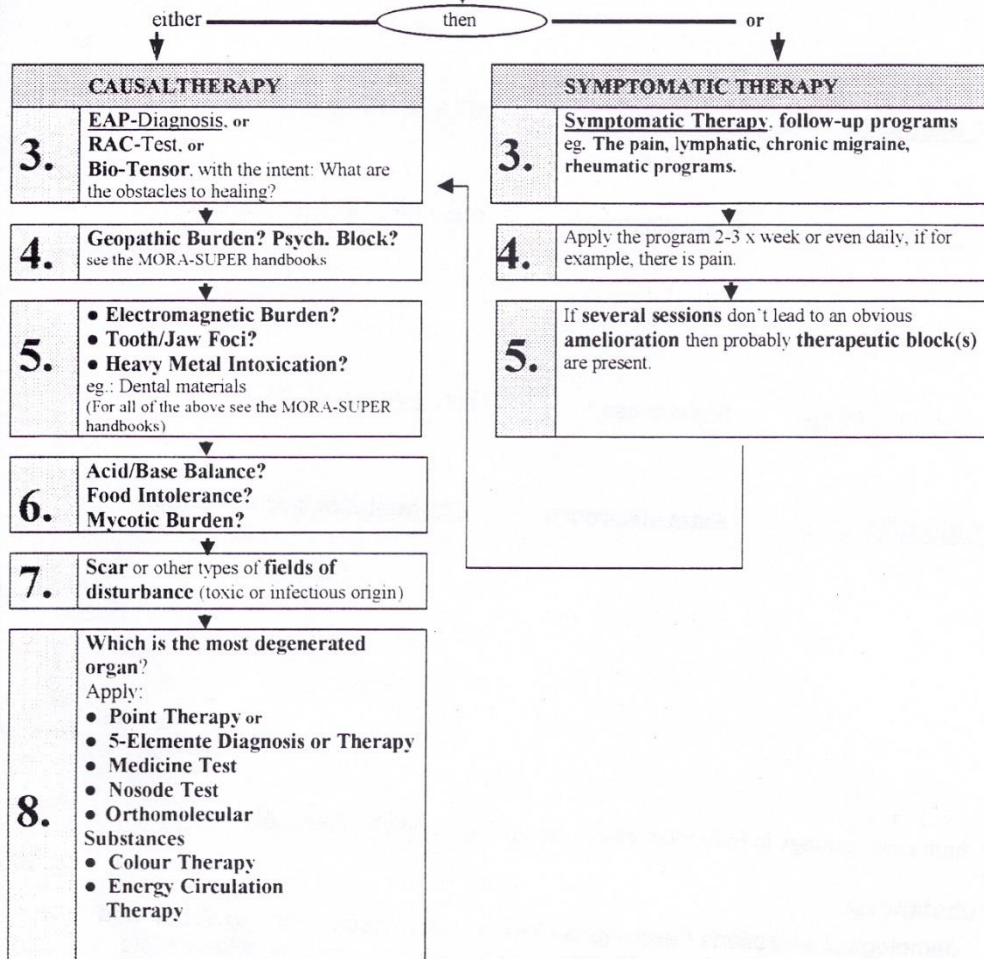 either
then
or
CAUSALTHERAPY
3.
EAP-Diagnosis, or
RAC-Test, or
Bio-Tensor, with the intent: What are
the obstacles to healing?
4.
Geopathic Burden? Psych. Block?
see the MORA-SUPER handbooks
5.
● Electromagnetic Burden?
● Tooth/Jaw Foci?
● Heavy Metal Intoxication?
eg.: Dental materials
(For all of the above see the MORA-SUPER
handbooks)
6.
Acid/Base Balance?
Food Intolerance?
Mycotic Burden?
7.
Scar or other types of fields of
disturbance (toxic or infectious origin)
8.
Which is the most degenerated
organ?
Apply:
● Point Therapy or
● 5-Elemente Diagnosis or Therapy
● Medicine Test
● Nosode Test
● Orthomolecular
Substances
● Colour Therapy
● Energy Circulation
Therapy
SYMPTOMATIC THERAPY
3.
Symptomatic Therapy, follow-up programs
eg. The pain, lymphatic, chronic migraine,
rheumatic programs.
4.
Apply the program 2-3 x week or even daily, if for
example, there is pain.
5.
If several sessions don`t lead to an obvious
amelioration then probably therapeutic block(s)
are present.